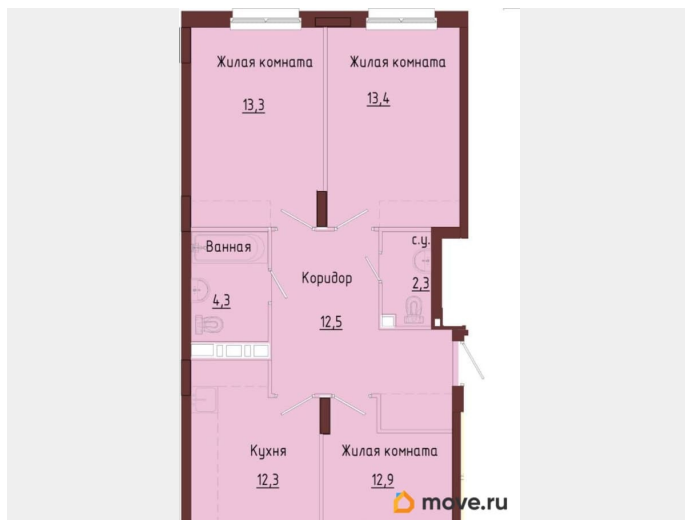 Жилая комната
13,3
Жилая комната
13,4
Ванная
4,3
Коридор
12,5
с.у.
2,3
Кухня
12,3
Жилая комната
12,9
move.ru